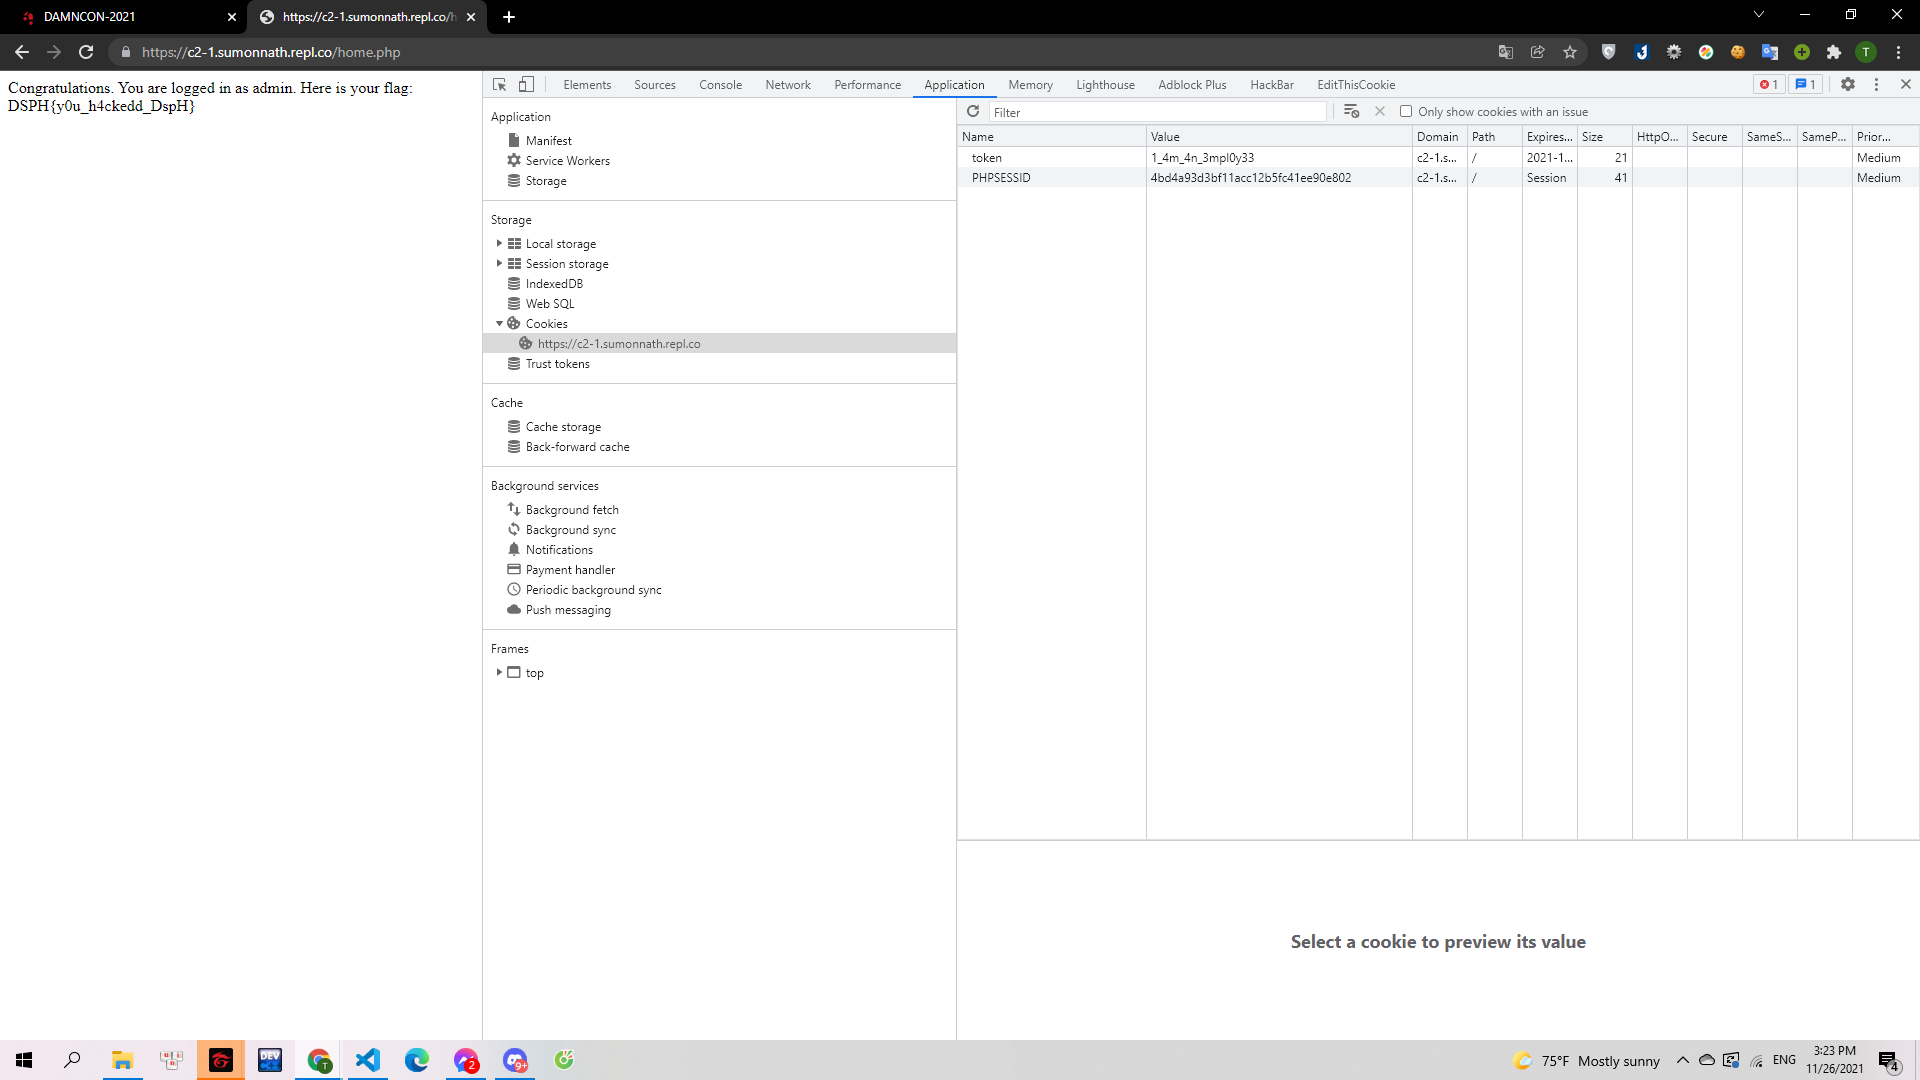 DAMNCON-2021
https://c2-1.sumonnath.repl.co/h
https://c2-1.sumonnath.repl.co/home.php
T
Congratulations. You are logged in as admin. Here is your flag:
DSPH{y0u_h4ckedd_DspH}
Elements Sources Console Network Performance Application Memory Lighthouse Adblock Plus HackBar EditThisCookie 1 1
Application
Manifest
Service Workers
Storage
Storage
Local storage
Session storage
IndexedDB
Web SQL
Cookies
https://c2-1.sumonnath.repl.co
Trust tokens
Cache
Cache storage
Back-forward cache
Background services
Background fetch
Background sync
Notifications
Payment handler
Periodic background sync
Push messaging
Frames
top
Filter Only show cookies with an issue
Name Value Domain Path Expires... Size HttpO... Secure SameS... SameP... Prior...
token 1_4m_4n_3mpl0y33 c2-1.s... / 2021-1... 21 Medium
PHPSESSID 4bd4a93d3bf11acc12b5fc41ee90e802 c2-1.s... / Session 41 Medium
Select a cookie to preview its value
DEV
T
2
9+
75°F Mostly sunny
ENG
3:23 PM
11/26/2021
4